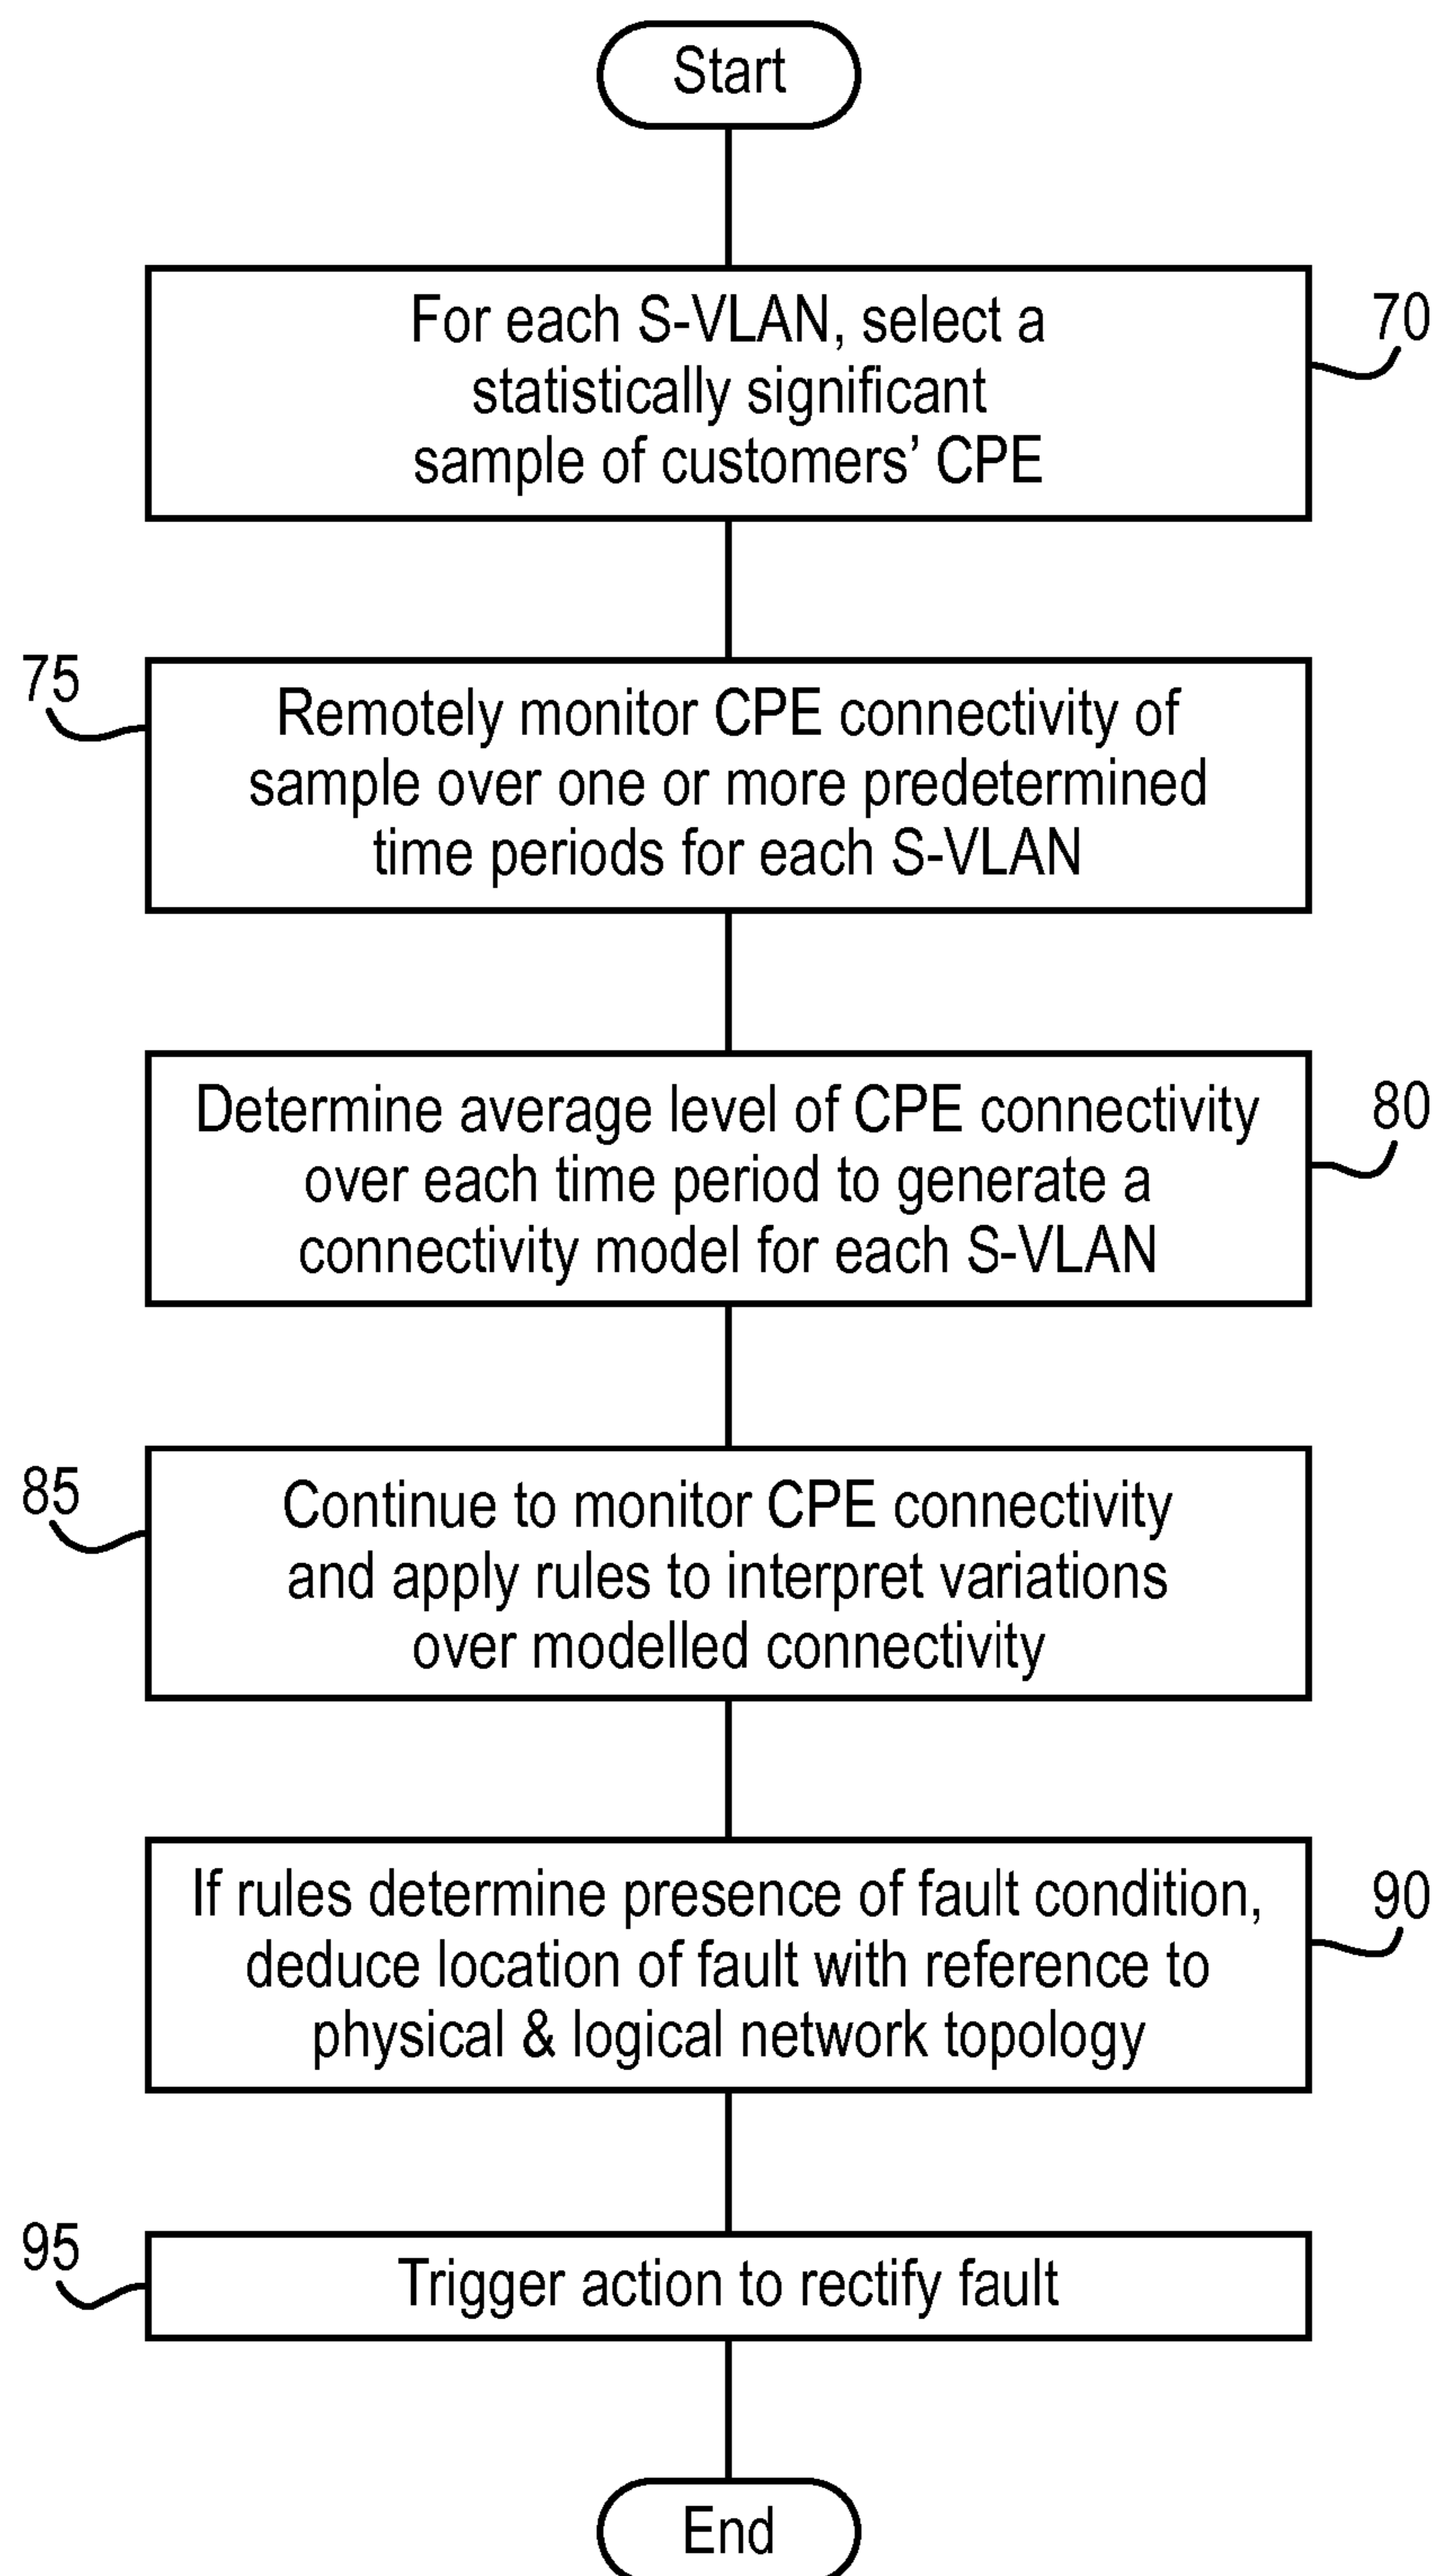 Start
For each S-VLAN, select a
statistically significant
sample of customers’ CPE
70
75
Remotely monitor CPE connectivity of
sample over one or more predetermined
time periods for each S-VLAN
Determine average level of CPE connectivity
over each time period to generate a
connectivity model for each S-VLAN
80
85
Continue to monitor CPE connectivity
and apply rules to interpret variations
over modelled connectivity
If rules determine presence of fault condition,
deduce location of fault with reference to
physical & logical network topology
90
95
Trigger action to rectify fault
End